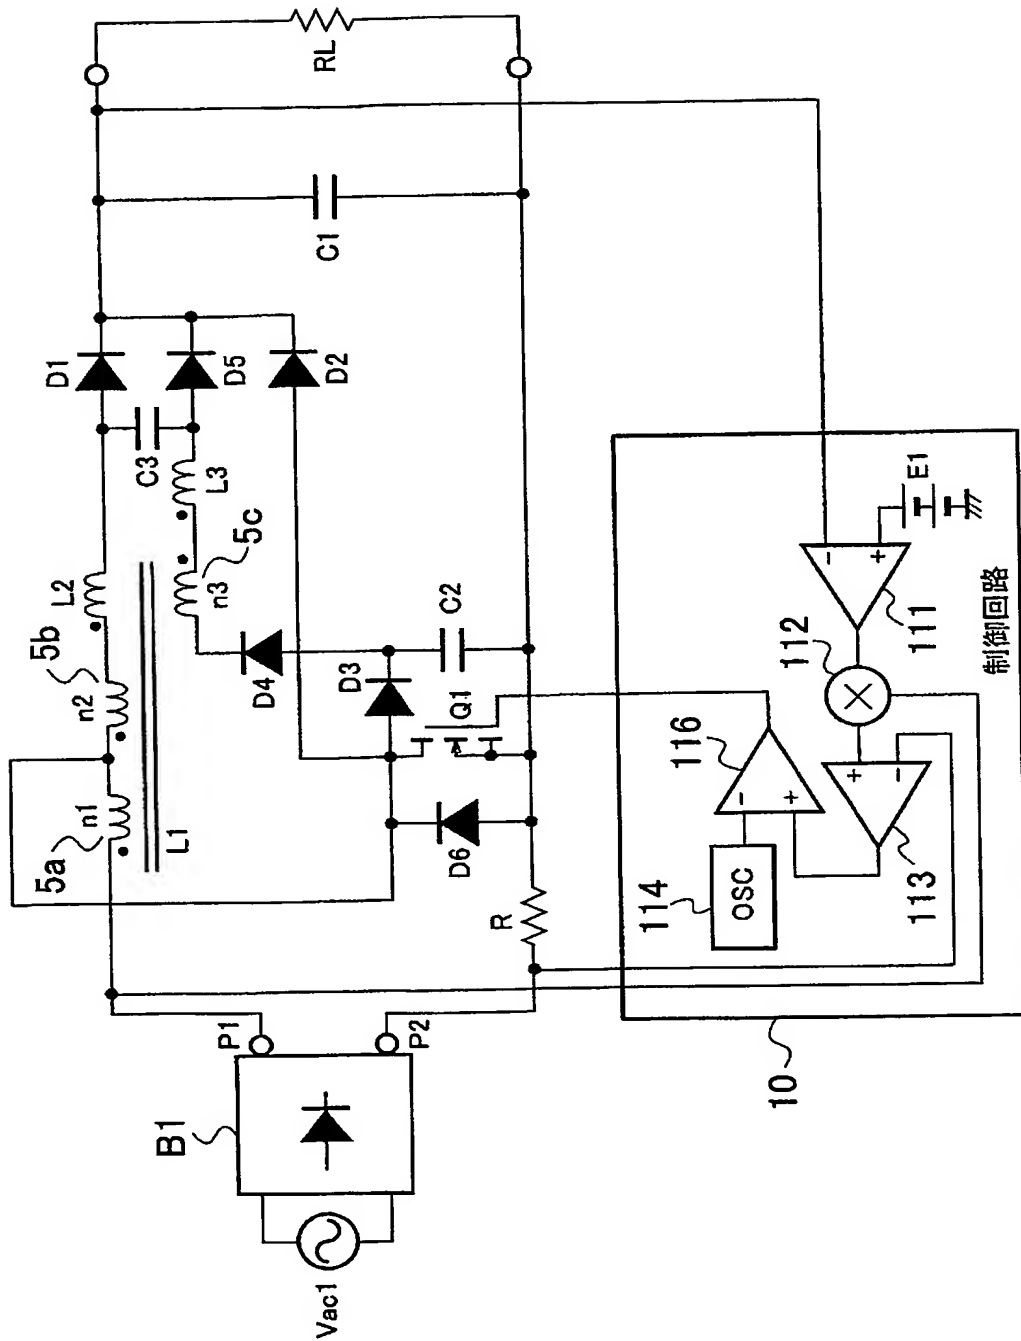 Vac1
B1
P1
P2
5a
n1
L1
5b
n2
L2
5c
n3
L3
C3
D1
D5
D2
D4
D3
C2
Q1
D6
R
C1
RL
10
114
OSC
116
-
+
113
+
-
112
111
-
+
E1
制御回路